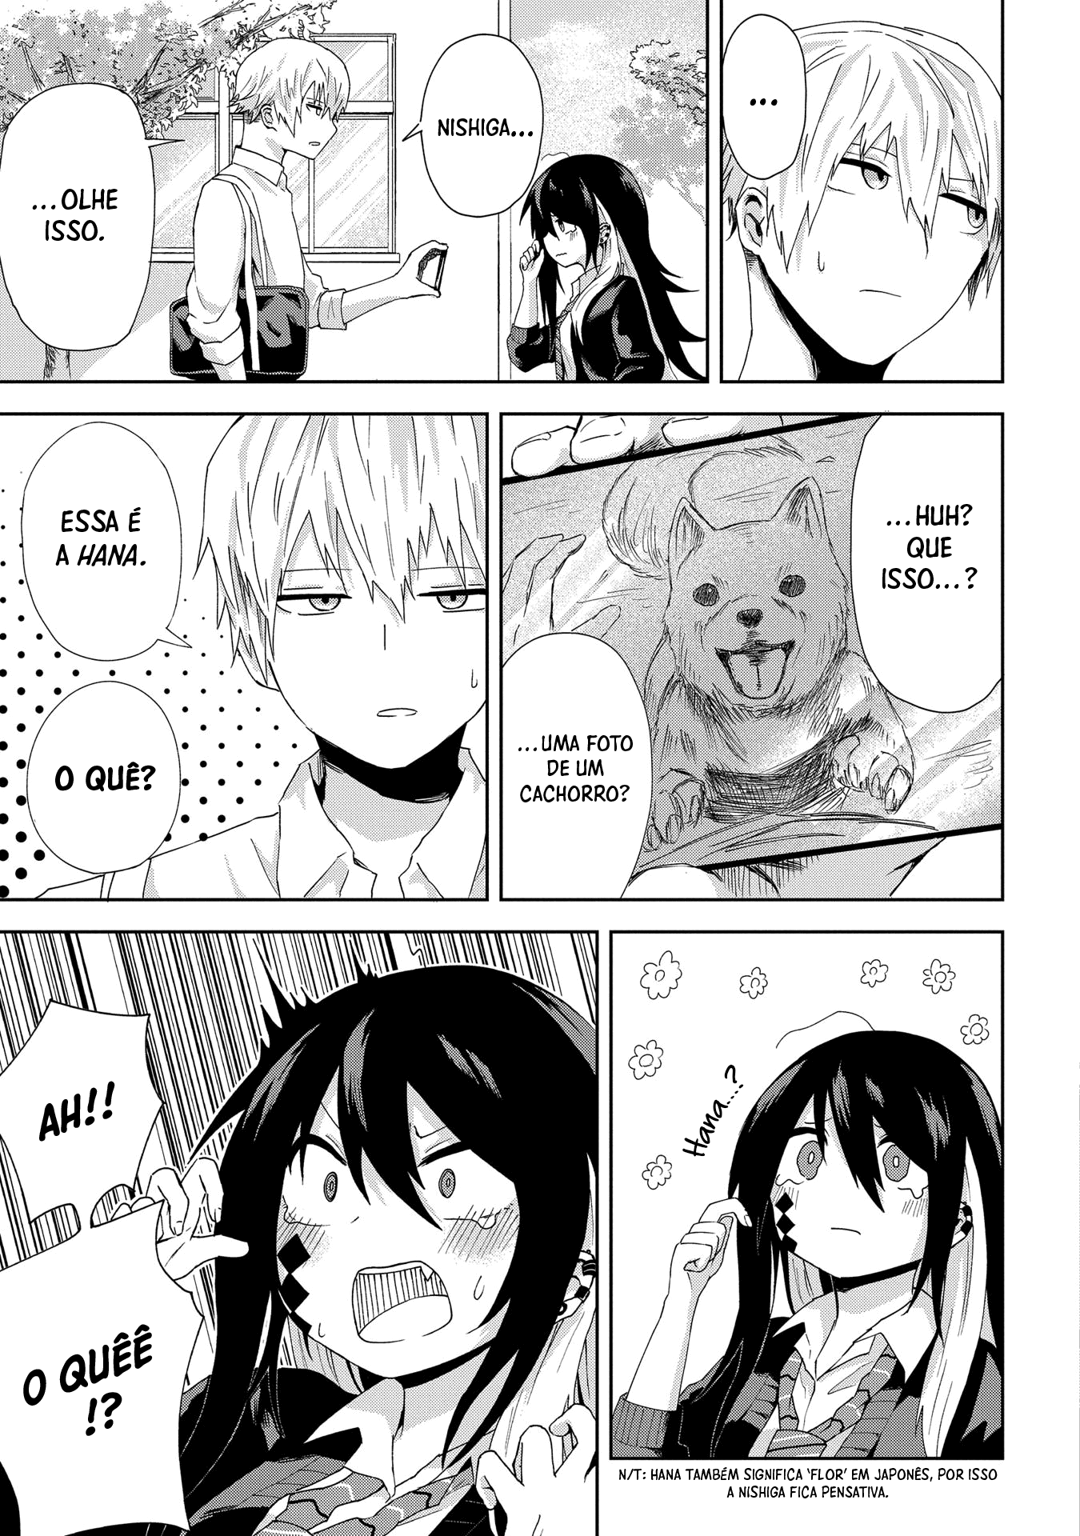 ...
NISHIGA...
...OLHE
ISSO.
...HUH?
QUE
ISSO...?
...UMA FOTO
DE UM
CACHORRO?
ESSA É
A HANA.
O QUÊ?
Hana...?
N/T: HANA TAMBÉM SIGNIFICA 'FLOR' EM JAPONÊS, POR ISSO
A NISHIGA FICA PENSATIVA.
AH!!
O QUÊÊ
!?